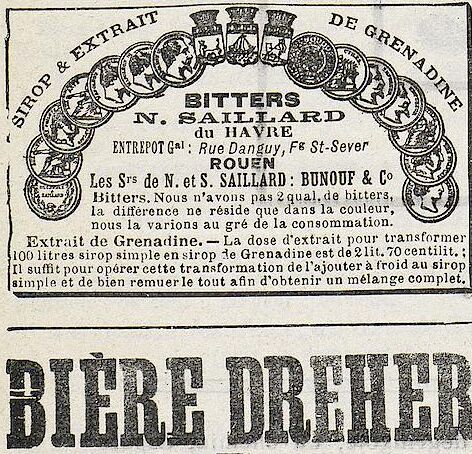 SIROP & EXTRAIT DE GRENADINE
BITTERS
N. SAILLARD
du HAVRE
ENTREPOT Gal : Rue Danguy, Fg St-Sever
ROUEN
Les Srs de N. et S. SAILLARD : BUNOUF & Co
Bitters. Nous n'avons pas 2 qual. de bitters,
la différence ne réside que dans la couleur,
nous la varions au gré de la consommation.
Extrait de Grenadine. — La dose d'extrait pour transformer
100 litres sirop simple en sirop de Grenadine est de 2 lit. 70 centilit. ;
Il suffit pour opérer cette transformation de l'ajouter à froid au sirop
simple et de bien remuer le tout afin d'obtenir un mélange complet.
BIÈRE DREHER